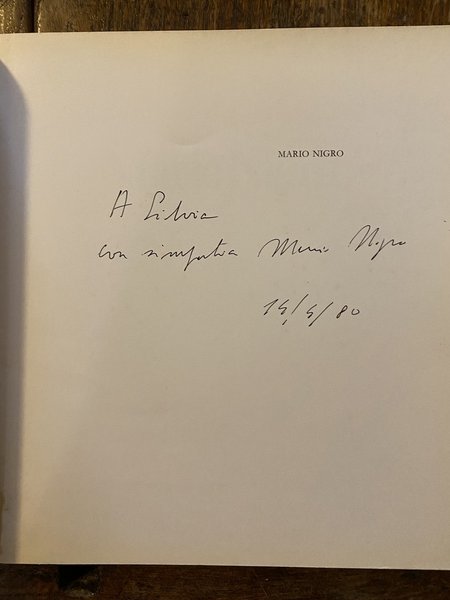 MARIO NIGRO
A Silvia
con simpatia Mario Nigro
15/5/80